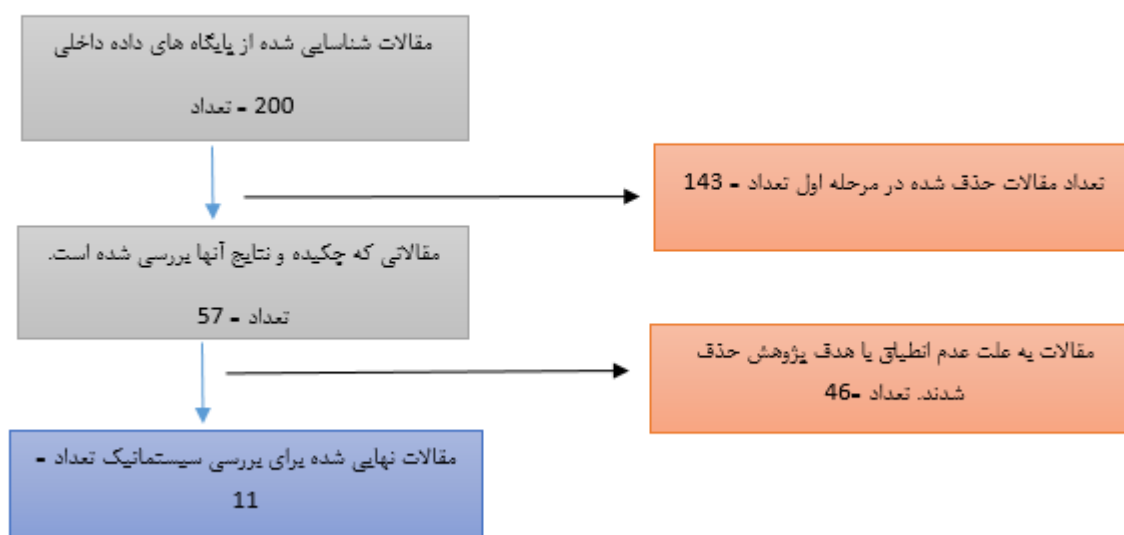 مقالات شناسایی شده از پایگاه های داده داخلی
200 - تعداد
تعداد مقالات حذف شده در مرحله اول تعداد - 143
مقالاتی که چکیده و نتایج آنها بررسی شده است.
تعداد - 57
مقالات به علت عدم انطباق با هدف پژوهش حذف
شدند. تعداد -46
مقالات نهایی شده برای بررسی سیستماتیک تعداد -
11